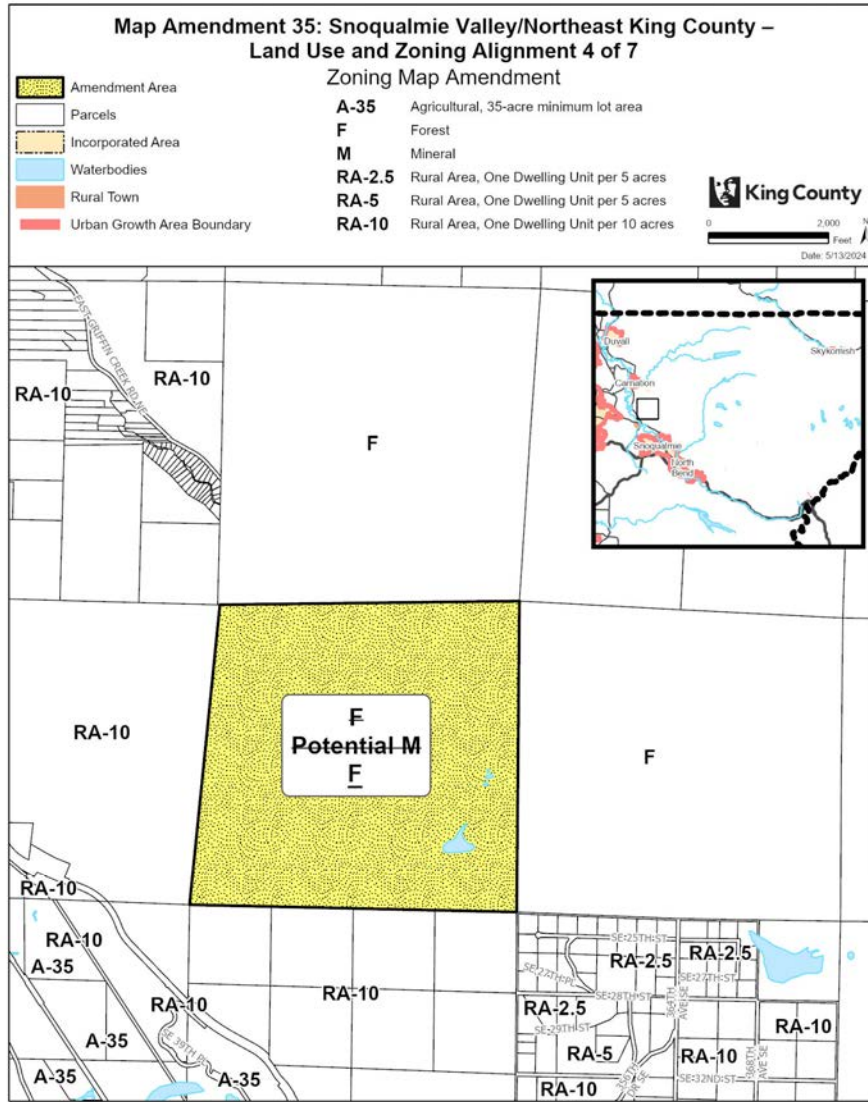 Map Amendment 35: Snoqualmie Valley/Northeast King County –
Land Use and Zoning Alignment 4 of 7
Zoning Map Amendment
Amendment Area
Parcels
Incorporated Area
Waterbodies
Rural Town
Urban Growth Area Boundary
A-35 Agricultural, 35-acre minimum lot area
F Forest
M Mineral
RA-2.5 Rural Area, One Dwelling Unit per 5 acres
RA-5 Rural Area, One Dwelling Unit per 5 acres
RA-10 Rural Area, One Dwelling Unit per 10 acres
King County
0 2,000
Feet
N
Date: 5/13/2024
EAST GRIFFIN CREEK RD NE
RA-10
RA-10
F
Duvall
Skykomish
Carnation
Snoqualmie
North
Bend
RA-10
F
Potential M
F
F
RA-10
RA-10
A-35
RA-10
A-35
A-35
SE 39TH PL
A-35
RA-10
SE 25TH ST
RA-2.5
RA-2.5
SE 27TH PL
SE 27TH ST
SE 28TH ST
RA-2.5
364TH
AVE SE
SE 29TH ST
RA-5
RA-10
RA-10
356TH
DR SE
368TH
AVE SE
SE 32ND ST
RA-10